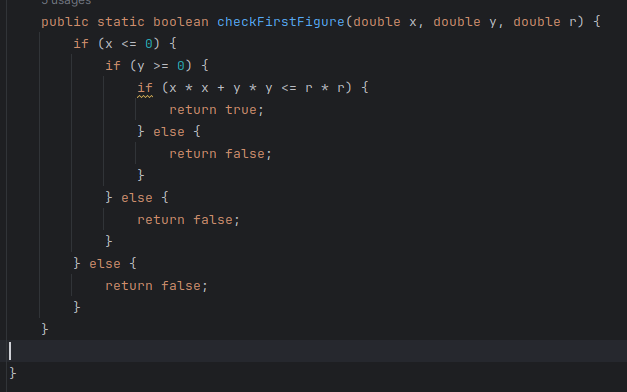 5 usages
public static boolean checkFirstFigure(double x, double y, double r) {
if (x <= 0) {
if (y >= 0) {
if (x * x + y * y <= r * r) {
return true;
} else {
return false;
}
} else {
return false;
}
} else {
return false;
}
}
}